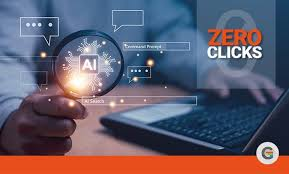 ZERO
CLICKS
Command Prompt
AI
AI Search
G